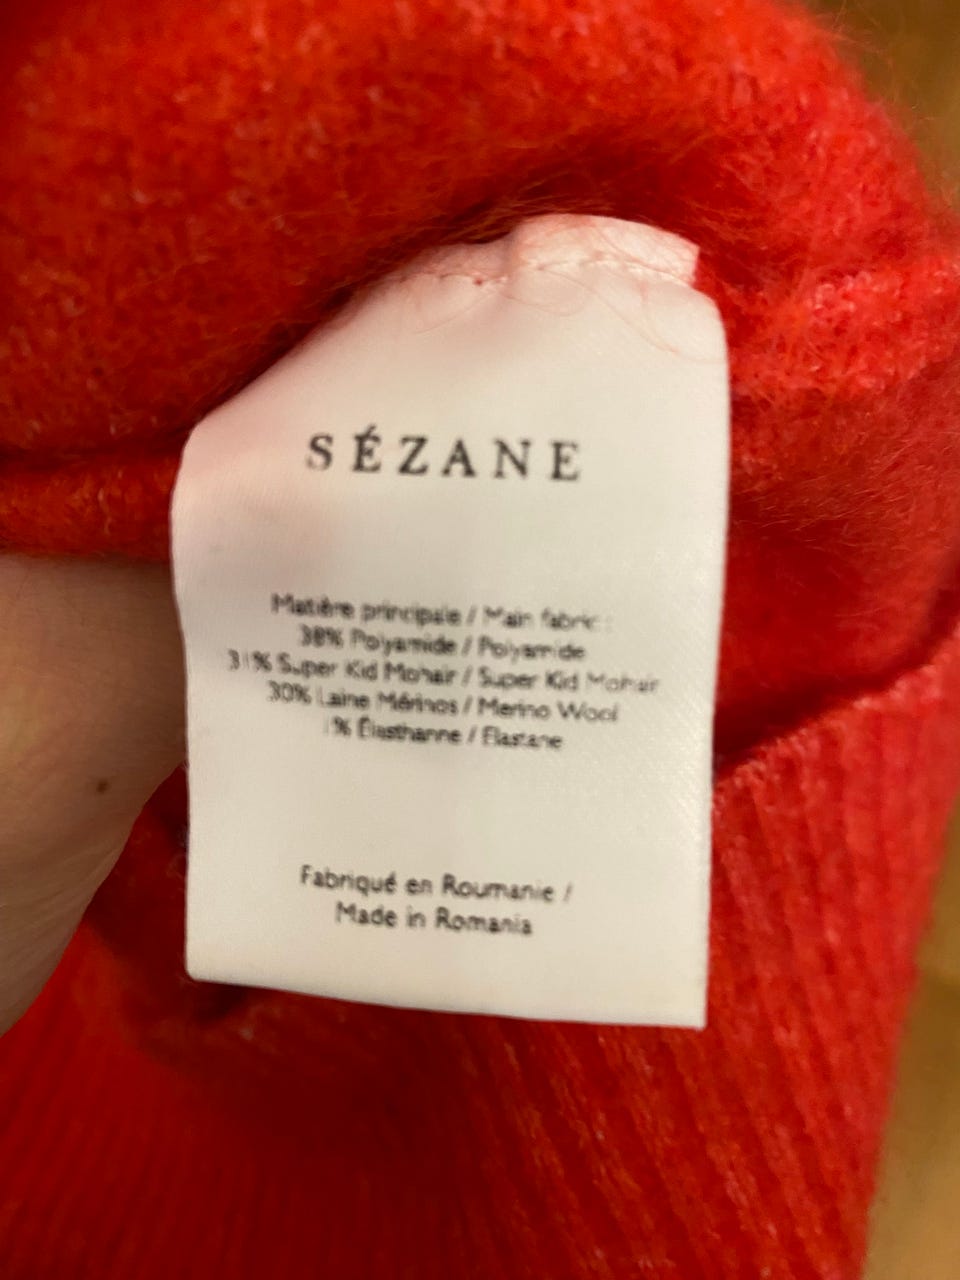 SÉZANE
Matière principale / Main fabric :
38% Polyamide / Polyamide
31% Super Kid Mohair / Super Kid Mohair
30% Laine Mérinos / Merino Wool
1% Élasthanne / Elastane
Fabriqué en Roumanie /
Made in Romania